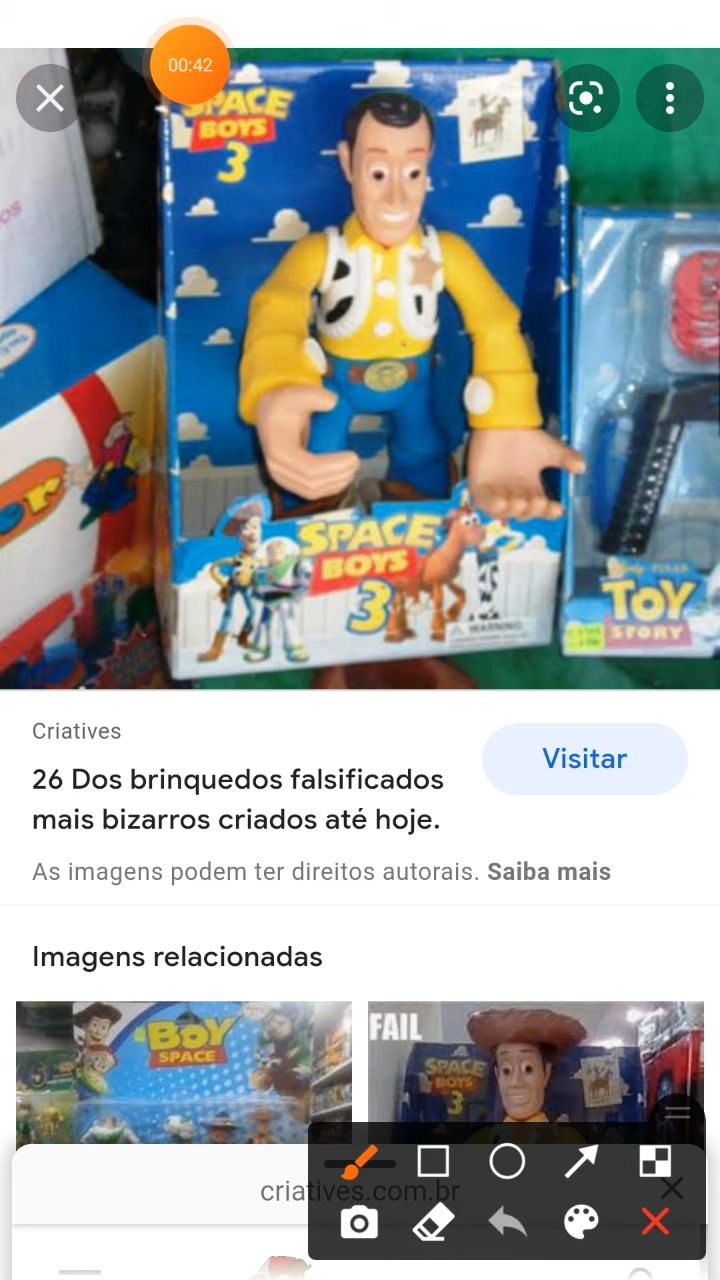 00:42
SPACE
BOYS
3
SPACE
BOYS
3
WARNING
TOY
STORY
Criatives
Visitar
26 Dos brinquedos falsificados
mais bizarros criados até hoje.
As imagens podem ter direitos autorais. Saiba mais
Imagens relacionadas
BOY
SPACE
FAIL
SPACE
BOYS
3
criatives.com.br